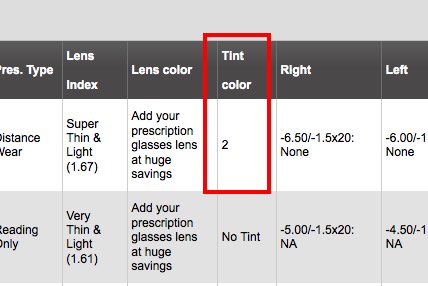 Pres. Type
Lens
Index
Lens color
Tint
color
Right
Left
Distance
Wear
Super
Thin &
Light
(1.67)
Add your
prescription
glasses lens
at huge
savings
2
-6.50/-1.5x20:
None
-6.00/-1
None
Reading
Only
Very
Thin &
Light
(1.61)
Add your
prescription
glasses lens
at huge
savings
No Tint
-5.00/-1.5x20:
NA
-4.50/-1
NA